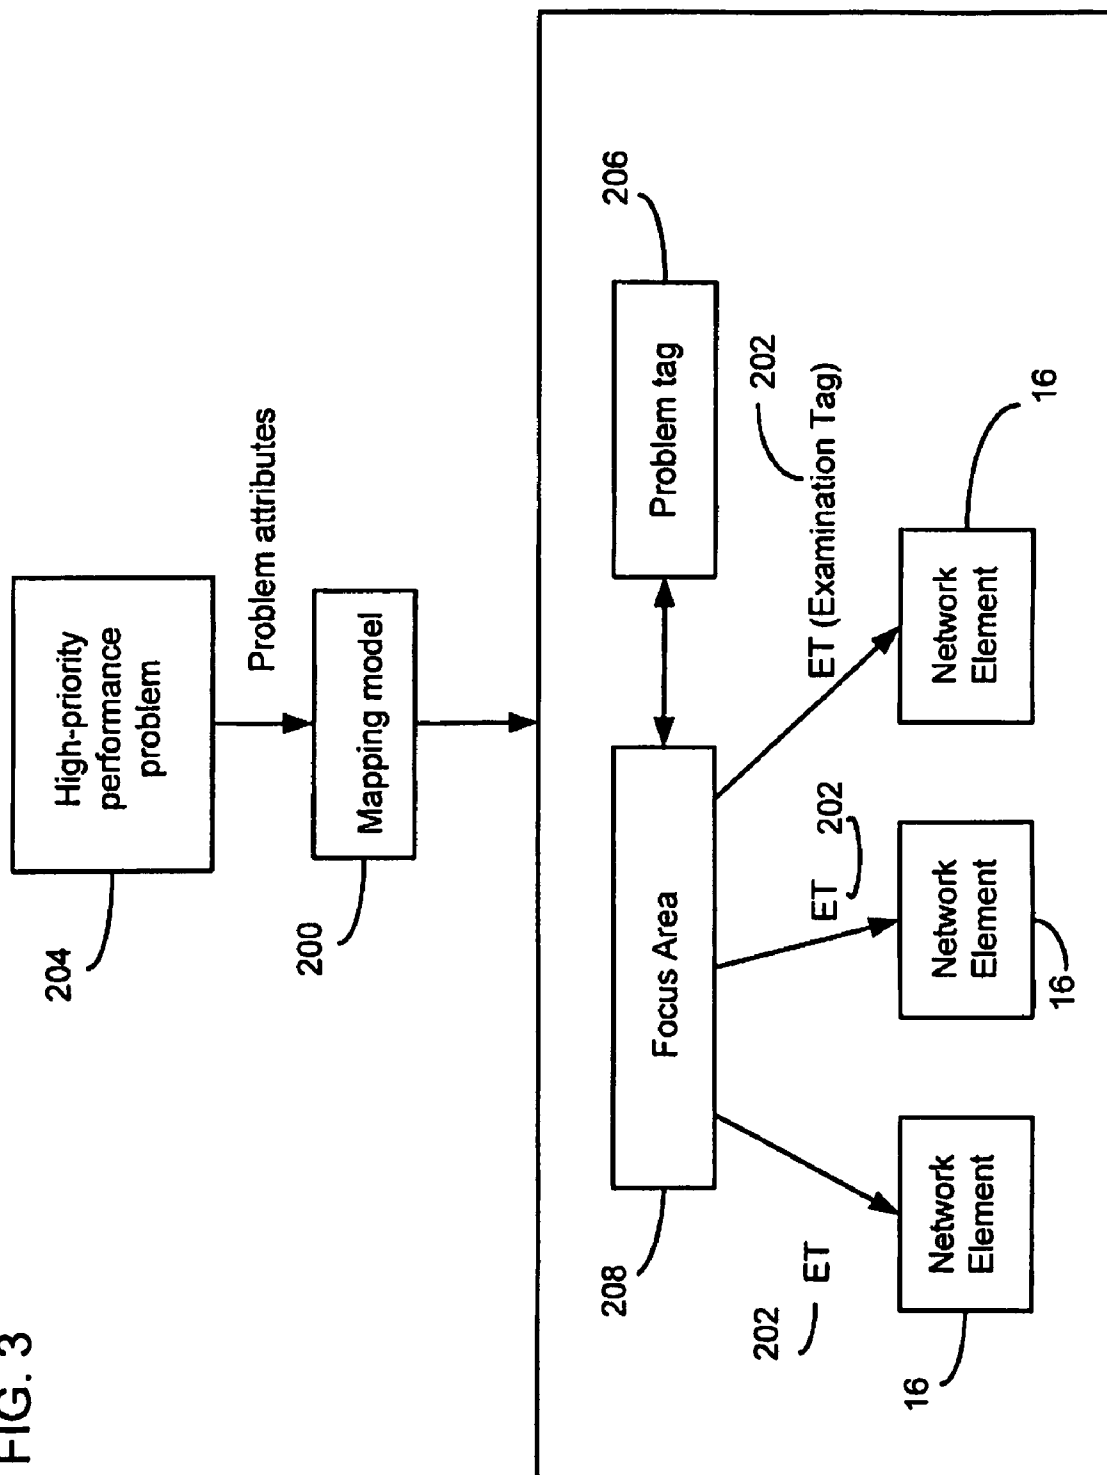 FIG. 3
204
High-priority
performance
problem
Problem attributes
200
Mapping model
208
Focus Area
Problem tag
206
202
ET
ET
202
ET (Examination Tag)
202
Network
Element
16
Network
Element
16
Network
Element
16